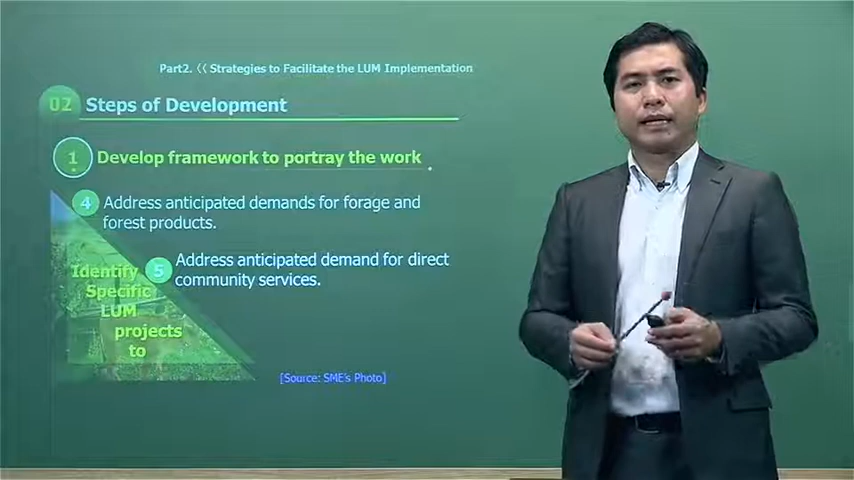 Part2. 〈〈 Strategies to Facilitate the LUM Implementation
02 Steps of Development
1 Develop framework to portray the work
4 Address anticipated demands for forage and
forest products.
5 Address anticipated demand for direct
community services.
Identify
Specific
LUM
projects
to
[Source: SME's Photo]